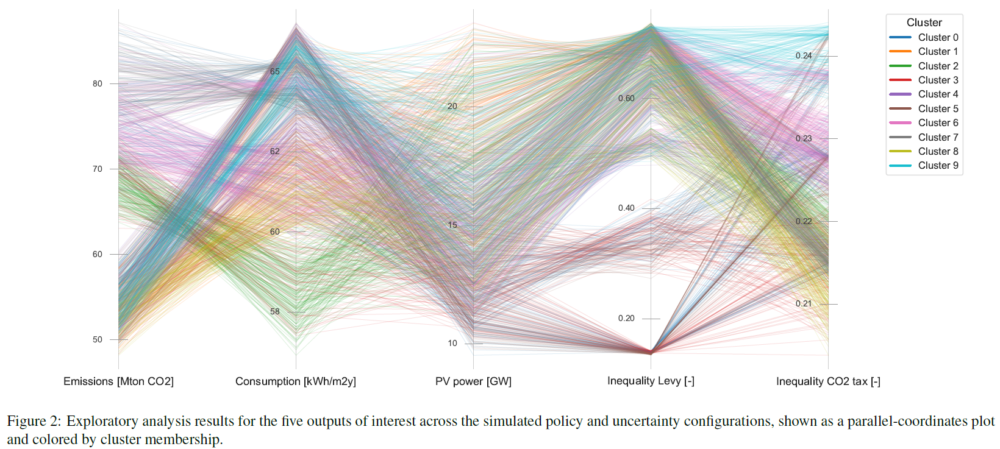 Cluster
Cluster 0
Cluster 1
Cluster 2
Cluster 3
Cluster 4
Cluster 5
Cluster 6
Cluster 7
Cluster 8
Cluster 9
80
70
60
50
65
62
60
58
20
15
10
0.60
0.40
0.20
0.24
0.23
0.22
0.21
Emissions [Mton CO2]
Consumption [kWh/m2y]
PV power [GW]
Inequality Levy [-]
Inequality CO2 tax [-]
Figure 2: Exploratory analysis results for the five outputs of interest across the simulated policy and uncertainty configurations, shown as a parallel-coordinates plot
and colored by cluster membership.